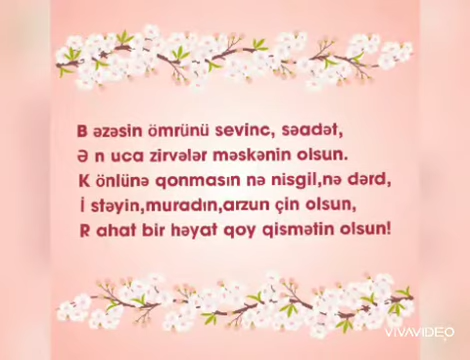 B əzəsin ömrünü sevinc, səadət,
Ə n uca zirvələr məskənin olsun.
K önlünə qonmasın nə nisgil,nə dərd,
İ stəyin,muradın,arzun çin olsun,
R ahat bir həyat qoy qismətin olsun!
VIVAVIDEO